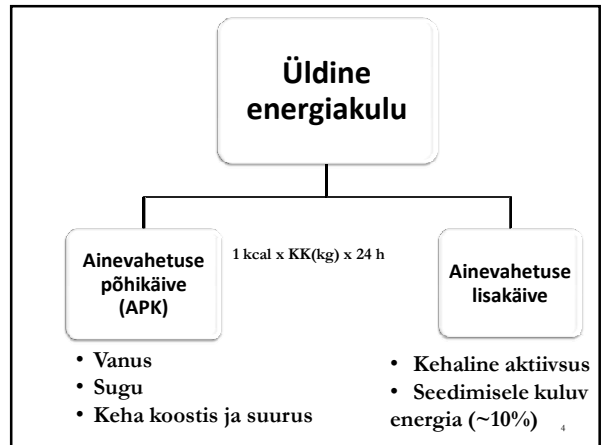 Üldine
energiakulu
Ainevahetuse
põhikäive
(APK)
1 kcal x KK(kg) x 24 h
Ainevahetuse
lisakäive
• Vanus
• Sugu
• Keha koostis ja suurus
• Kehaline aktiivsus
• Seedimisele kuluv
energia (~10%)
4